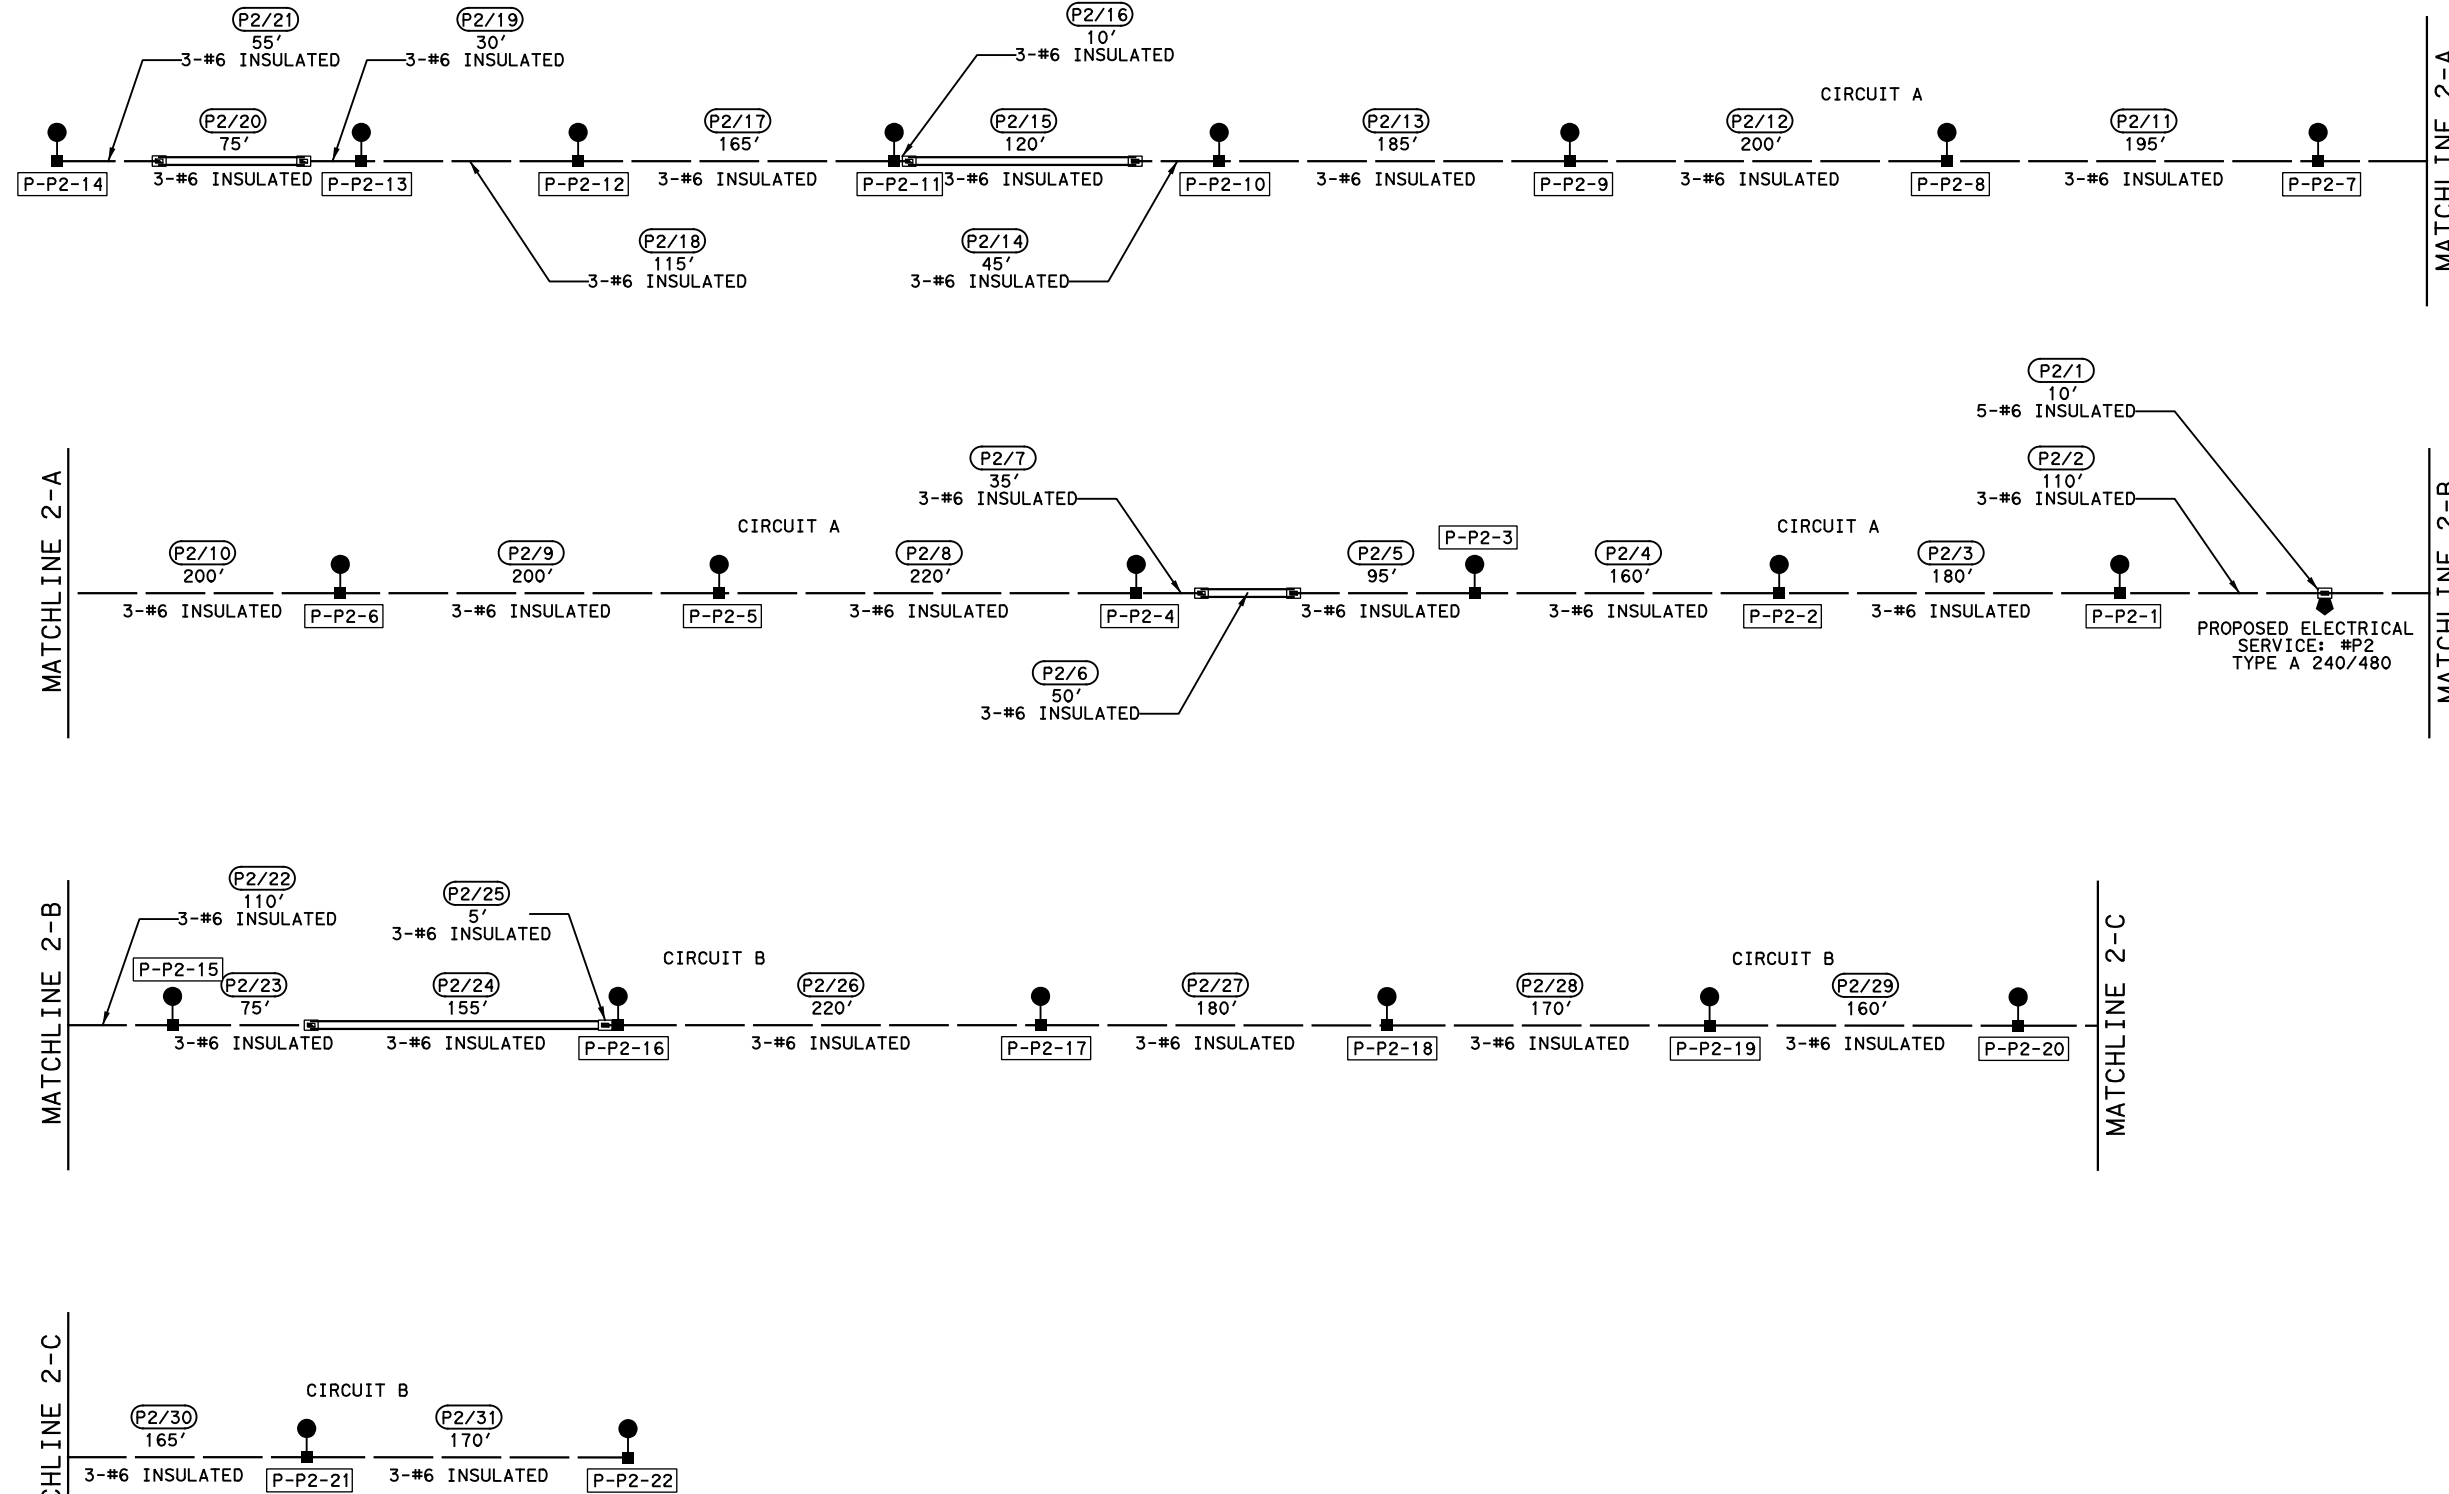 P2/21
55′
3-#6 INSULATED
P2/19
30′
3-#6 INSULATED
P2/16
10′
3-#6 INSULATED
CIRCUIT A
P2/20
75′
3-#6 INSULATED
P2/17
165′
3-#6 INSULATED
P2/15
120′
3-#6 INSULATED
P2/13
185′
3-#6 INSULATED
P2/12
200′
3-#6 INSULATED
P2/11
195′
3-#6 INSULATED
P-P2-14
P-P2-13
P-P2-12
P-P2-11
P-P2-10
P-P2-9
P-P2-8
P-P2-7
P2/18
115′
3-#6 INSULATED
P2/14
45′
3-#6 INSULATED
MATCHLINE 2-A
MATCHLINE 2-A
P2/1
10′
5-#6 INSULATED
P2/7
35′
3-#6 INSULATED
P2/2
110′
3-#6 INSULATED
CIRCUIT A
CIRCUIT A
P-P2-3
P2/10
200′
3-#6 INSULATED
P2/9
200′
3-#6 INSULATED
P2/8
220′
3-#6 INSULATED
P2/5
95′
3-#6 INSULATED
P2/4
160′
3-#6 INSULATED
P2/3
180′
3-#6 INSULATED
P-P2-6
P-P2-5
P-P2-4
P-P2-2
P-P2-1
PROPOSED ELECTRICAL
SERVICE: #P2
TYPE A 240/480
P2/6
50′
3-#6 INSULATED
MATCHLINE 2-B
MATCHLINE 2-B
P2/22
110′
3-#6 INSULATED
P2/25
5′
3-#6 INSULATED
CIRCUIT B
CIRCUIT B
P-P2-15
P2/23
75′
3-#6 INSULATED
P2/24
155′
3-#6 INSULATED
P2/26
220′
3-#6 INSULATED
P2/27
180′
3-#6 INSULATED
P2/28
170′
3-#6 INSULATED
P2/29
160′
3-#6 INSULATED
P-P2-16
P-P2-17
P-P2-18
P-P2-19
P-P2-20
MATCHLINE 2-C
CHLINE 2-C
CIRCUIT B
P2/30
165′
3-#6 INSULATED
P2/31
170′
3-#6 INSULATED
P-P2-21
P-P2-22